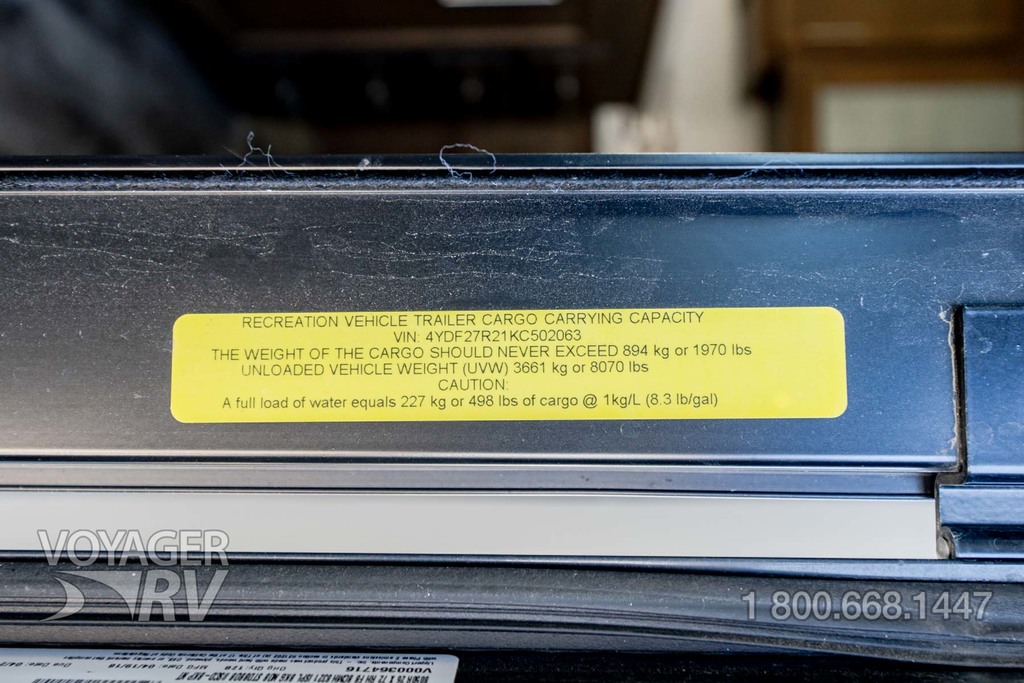 RECREATION VEHICLE TRAILER CARGO CARRYING CAPACITY
VIN: 4YDF27R21KC502063
THE WEIGHT OF THE CARGO SHOULD NEVER EXCEED 894 kg or 1970 lbs
UNLOADED VEHICLE WEIGHT (UVW) 3661 kg or 8070 lbs
CAUTION:
A full load of water equals 227 kg or 498 lbs of cargo @ 1kg/L (8.3 lb/gal)
VOYAGER
RV
1 800.668.1447
V000364716